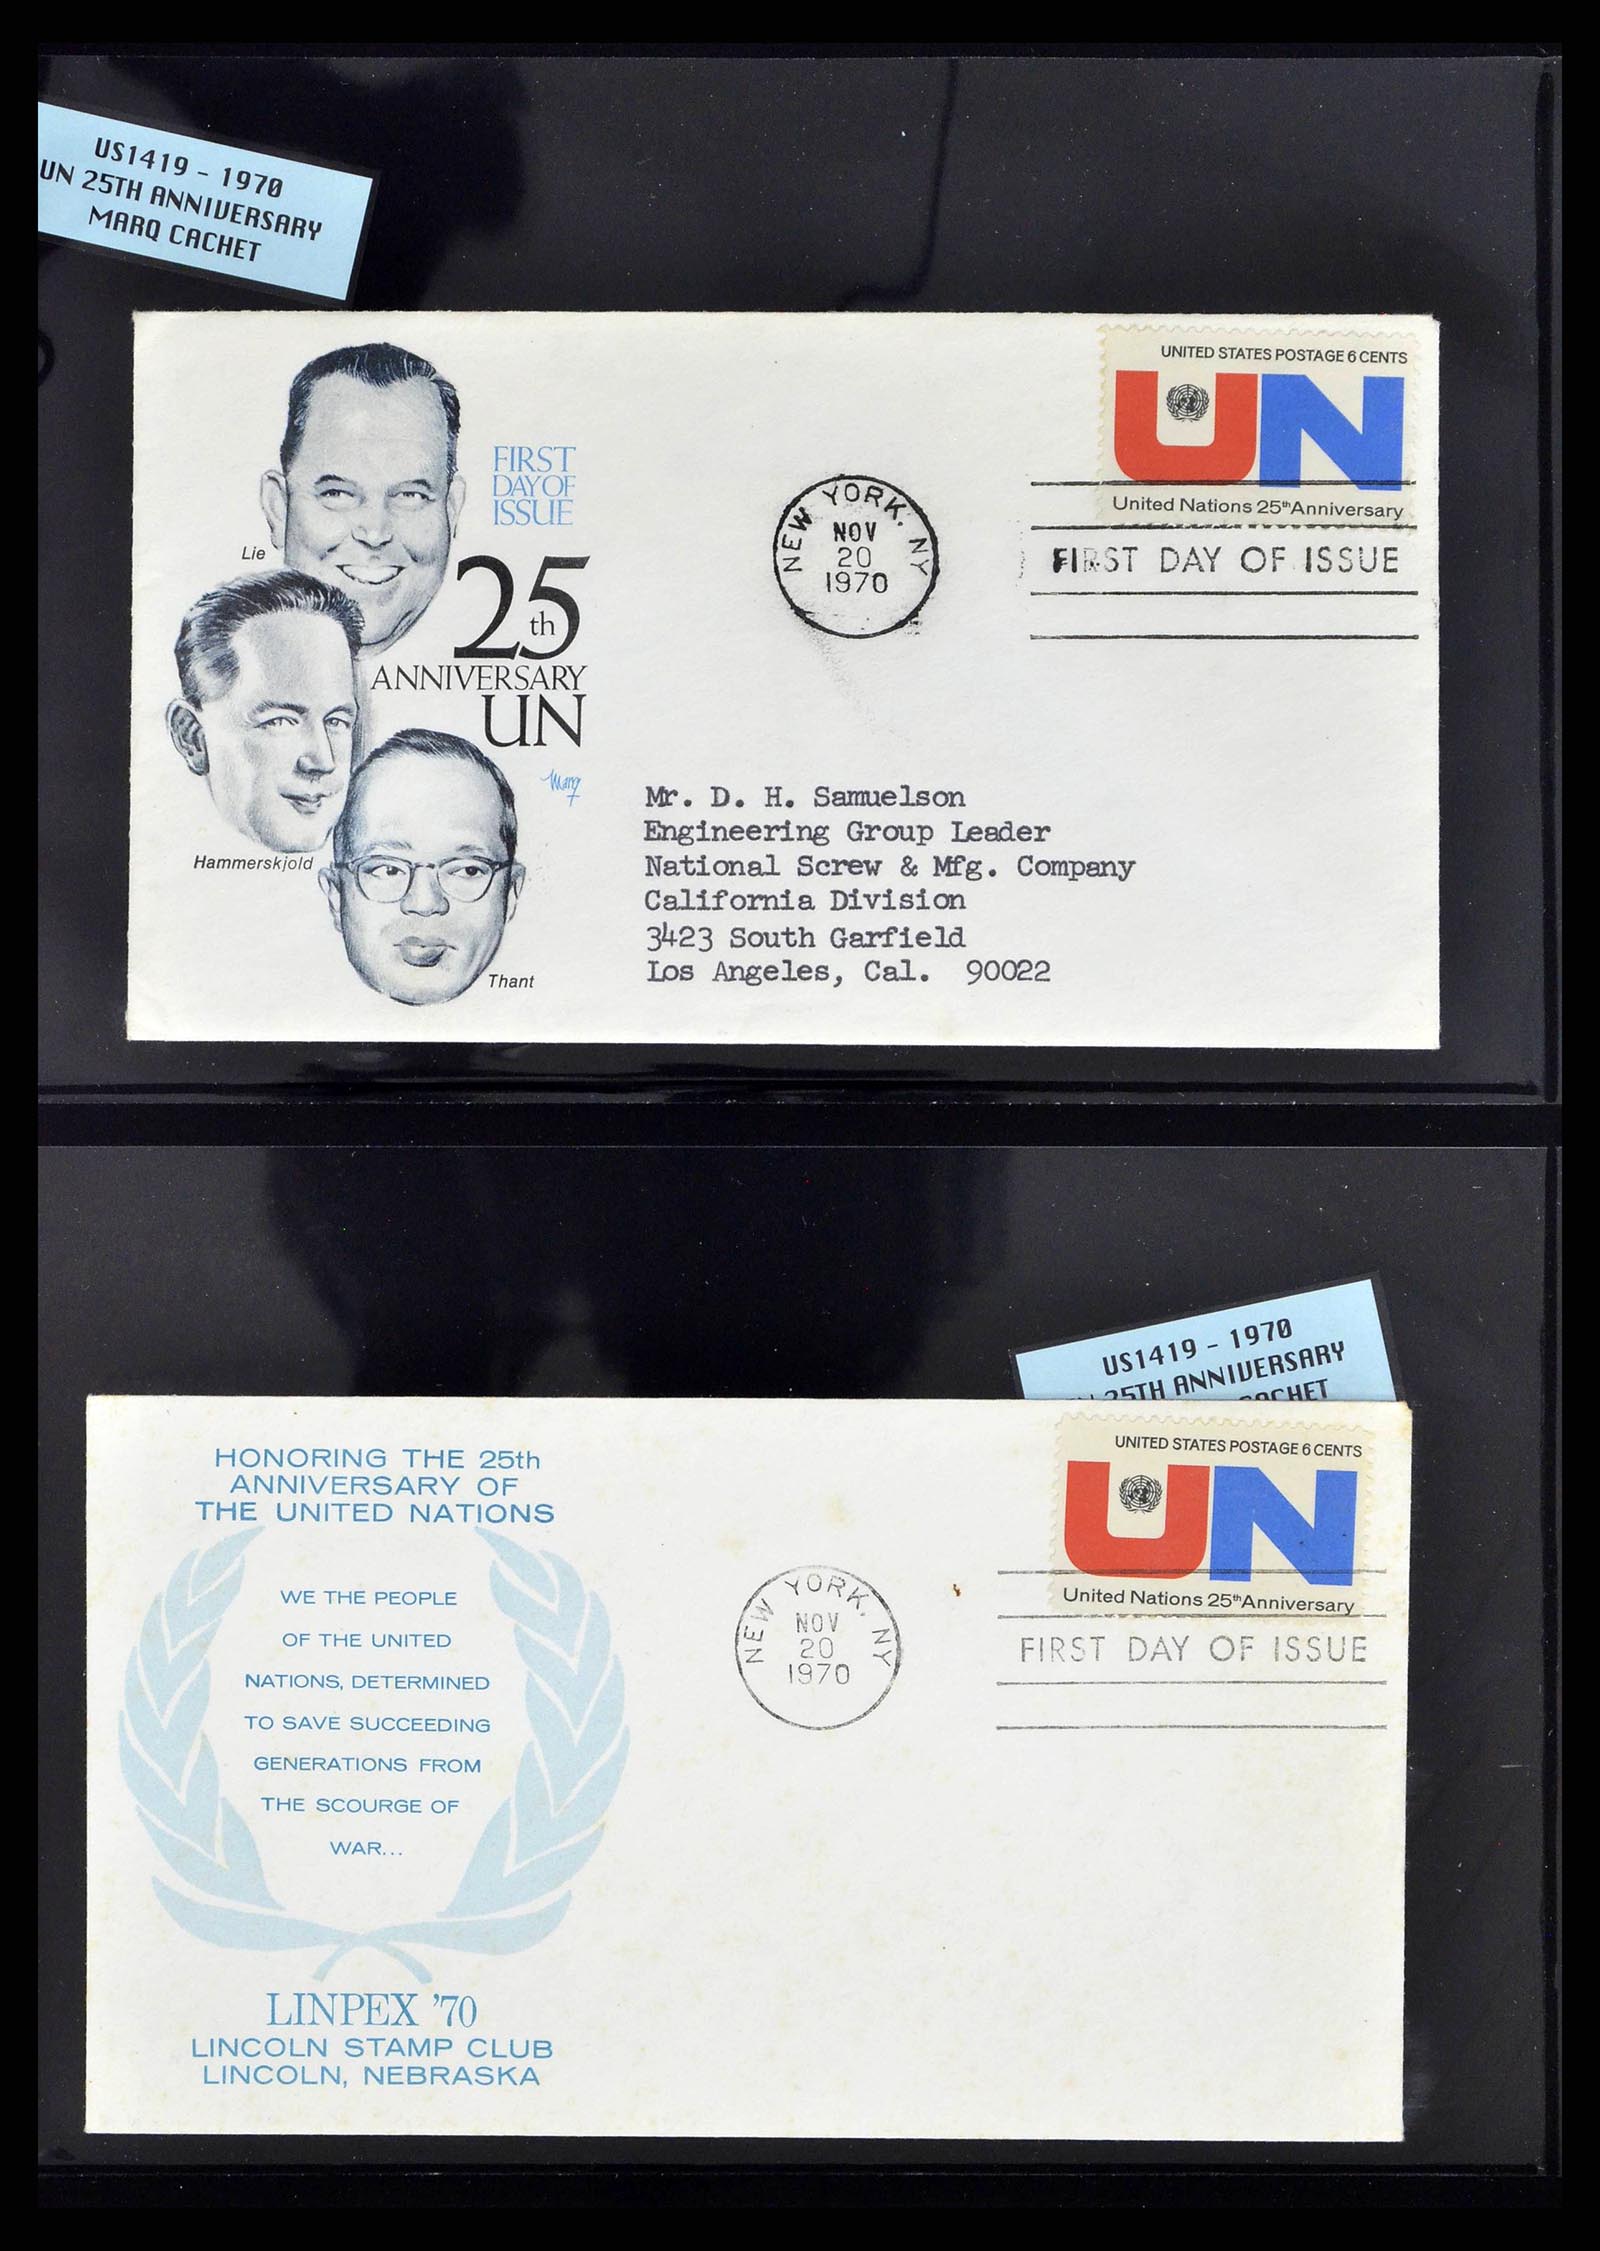 US1419 - 1970
UN 25TH ANNIVERSARY
MARQ CACHET
UNITED STATES POSTAGE 6 CENTS
UN
United Nations 25th Anniversary
FIRST
DAY OF
ISSUE
Lie
25th
ANNIVERSARY
UN
Marq
Hammerskjold
Thant
NEW YORK, NY
NOV
20
1970
FIRST DAY OF ISSUE
Mr. D. H. Samuelson
Engineering Group Leader
National Screw & Mfg. Company
California Division
3423 South Garfield
Los Angeles, Cal. 90022
US1419 - 1970
25TH ANNIVERSARY
CACHET
UNITED STATES POSTAGE 6 CENTS
UN
United Nations 25th Anniversary
HONORING THE 25th
ANNIVERSARY OF
THE UNITED NATIONS
WE THE PEOPLE
OF THE UNITED
NATIONS, DETERMINED
TO SAVE SUCCEEDING
GENERATIONS FROM
THE SCOURGE OF
WAR...
LINPEX '70
LINCOLN STAMP CLUB
LINCOLN, NEBRASKA
NEW YORK, NY
NOV
20
1970
FIRST DAY OF ISSUE